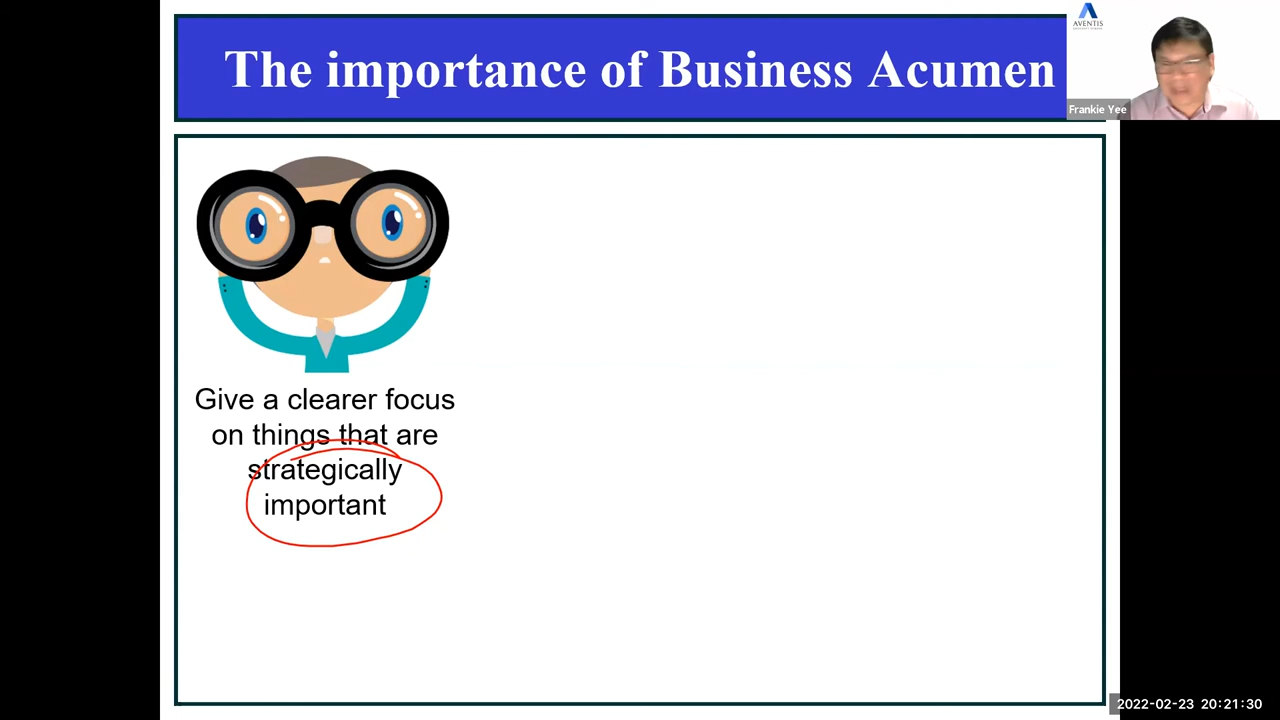 The importance of Business Acumen
AVENTIS
Frankie Yee
Give a clearer focus
on things that are
strategically
important
2022-02-23 20:21:30